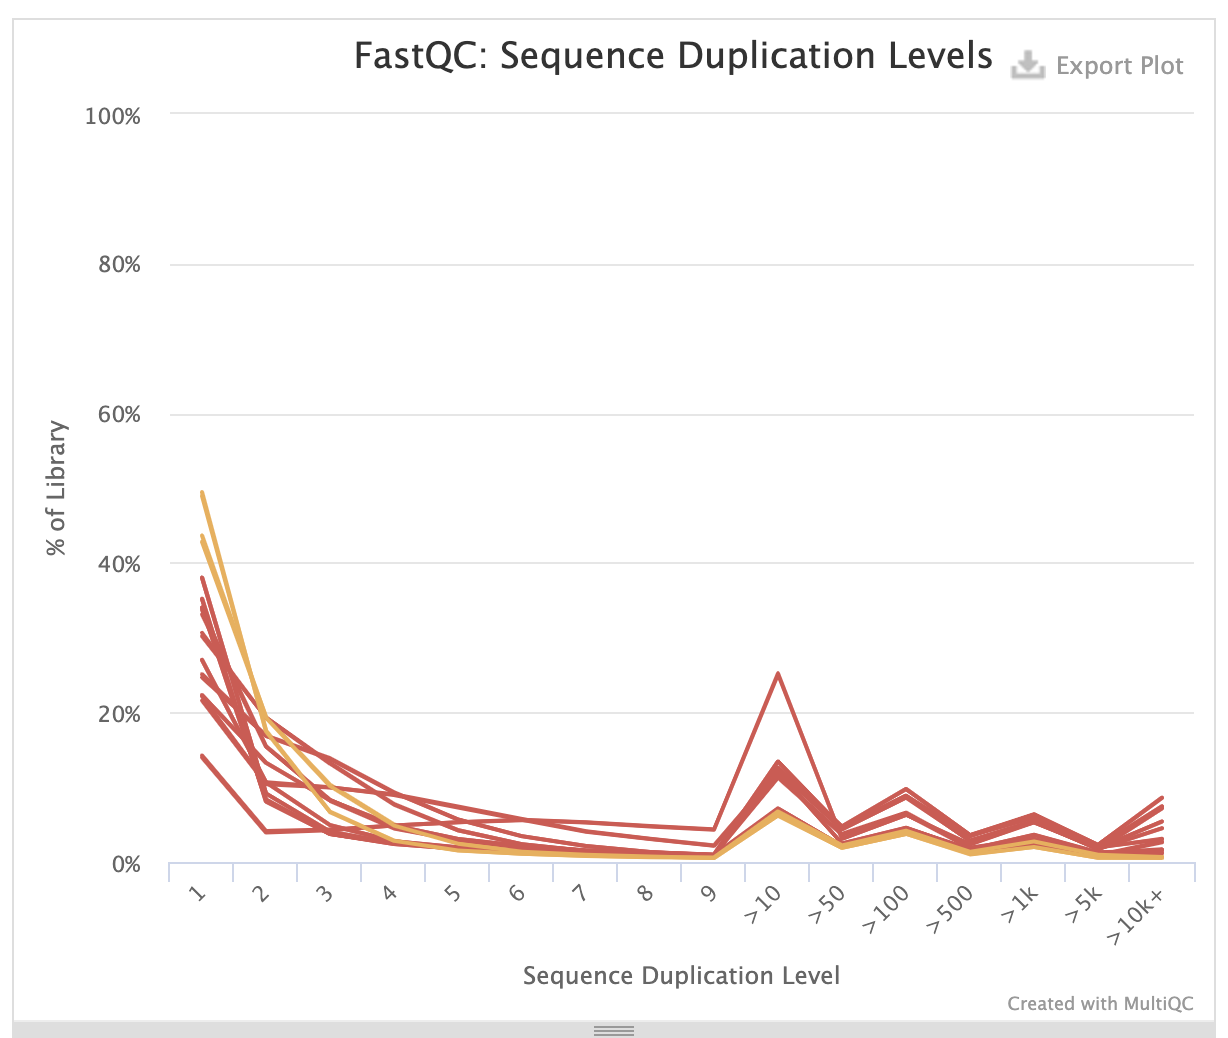 FastQC: Sequence Duplication Levels
Export Plot
100%
80%
60%
40%
20%
0%
% of Library
1
2
3
4
5
6
7
8
9
>10
>50
>100
>500
>1k
>5k
>10k+
Sequence Duplication Level
Created with MultiQC